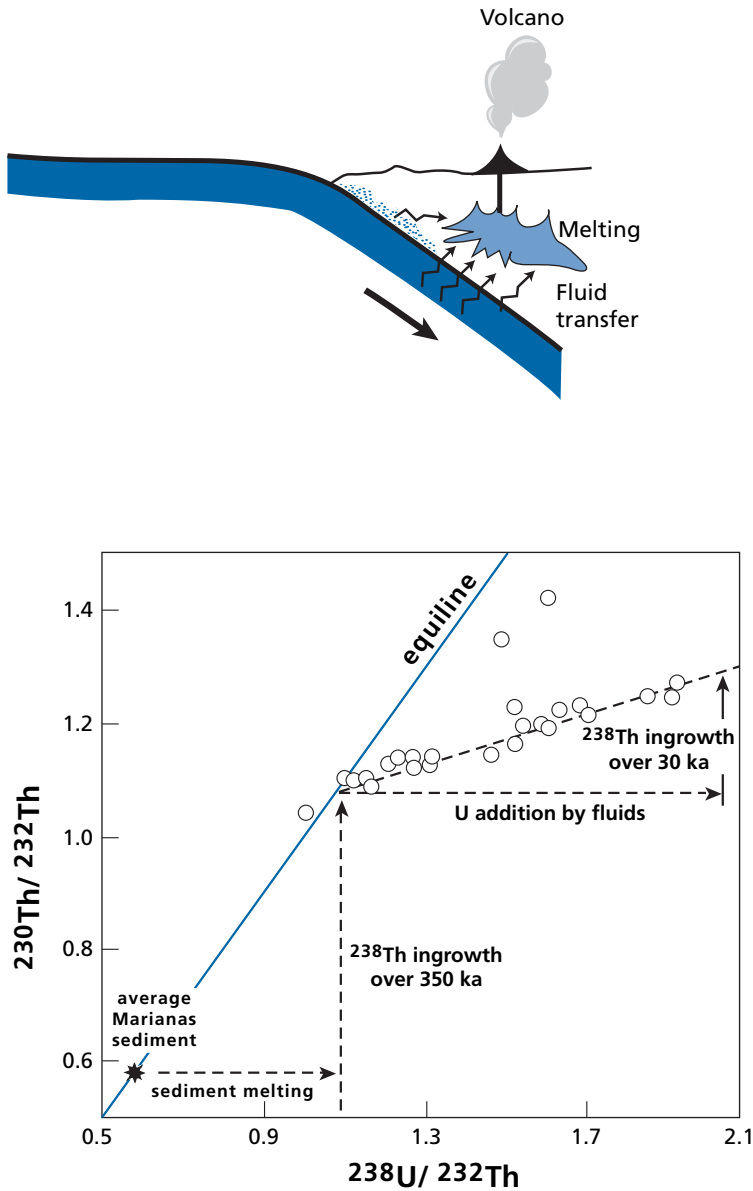 Volcano
Melting
Fluid
transfer
1.4
1.2
1.0
0.8
0.6
230Th/ 232Th
equiline
238Th ingrowth
over 30 ka
U addition by fluids
238Th ingrowth
over 350 ka
average
Marianas
sediment
sediment melting
0.5
0.9
1.3
1.7
2.1
238U/ 232Th